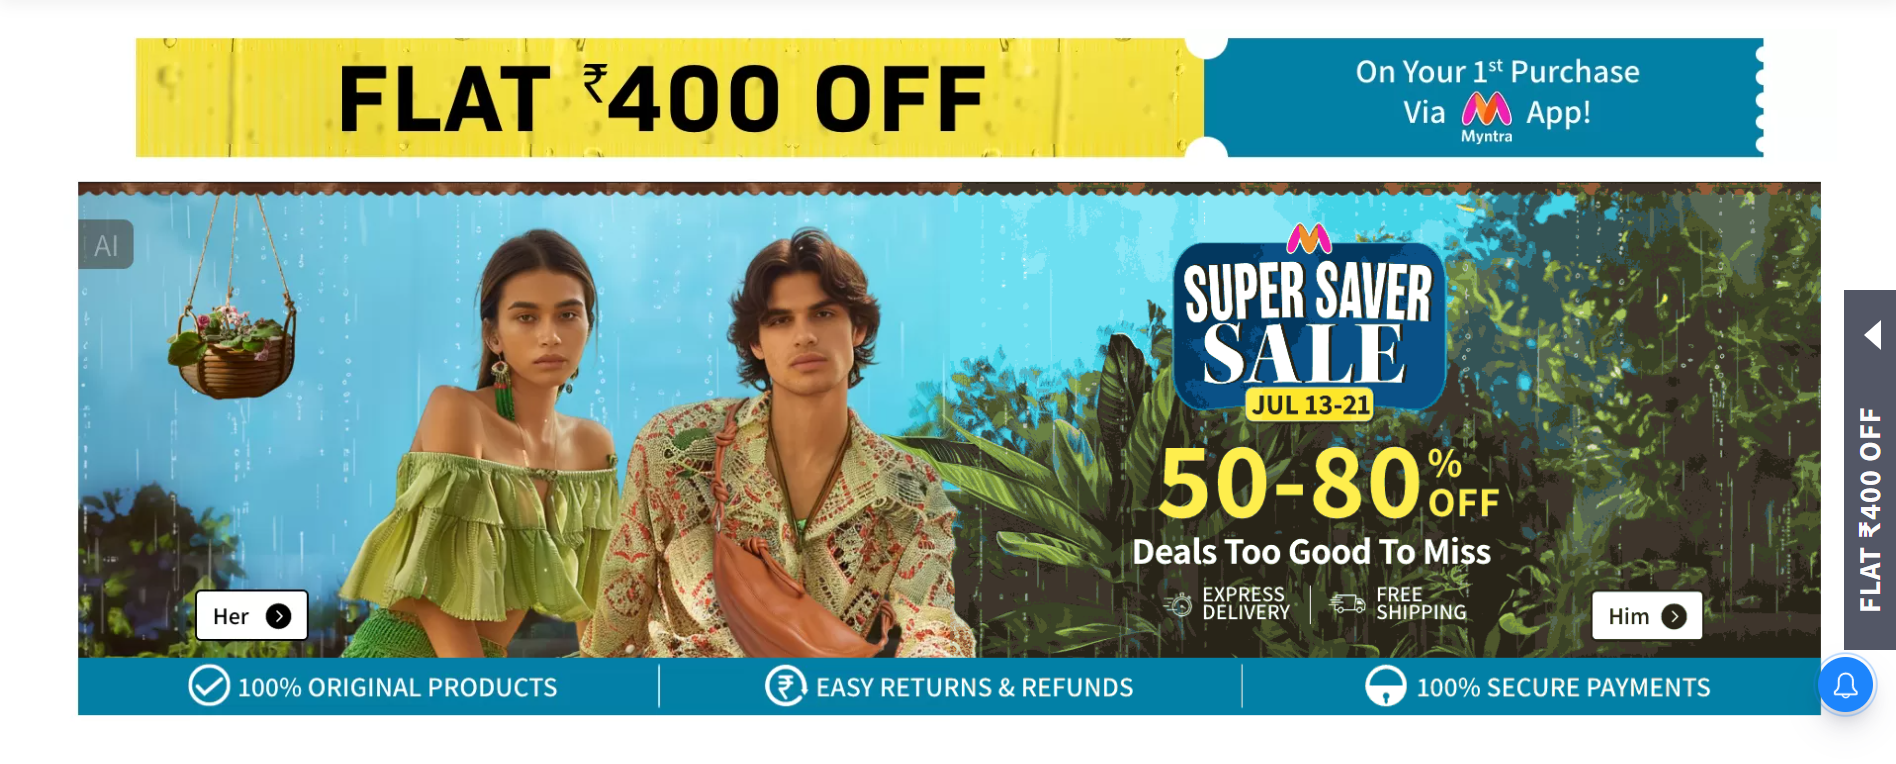 FLAT ₹400 OFF
On Your 1st Purchase
Via Myntra App!
AI
SUPER SAVER
SALE
JUL 13-21
50-80% OFF
Deals Too Good To Miss
EXPRESS
DELIVERY
FREE
SHIPPING
Her
Him
100% ORIGINAL PRODUCTS
EASY RETURNS & REFUNDS
100% SECURE PAYMENTS
FLAT ₹400 OFF